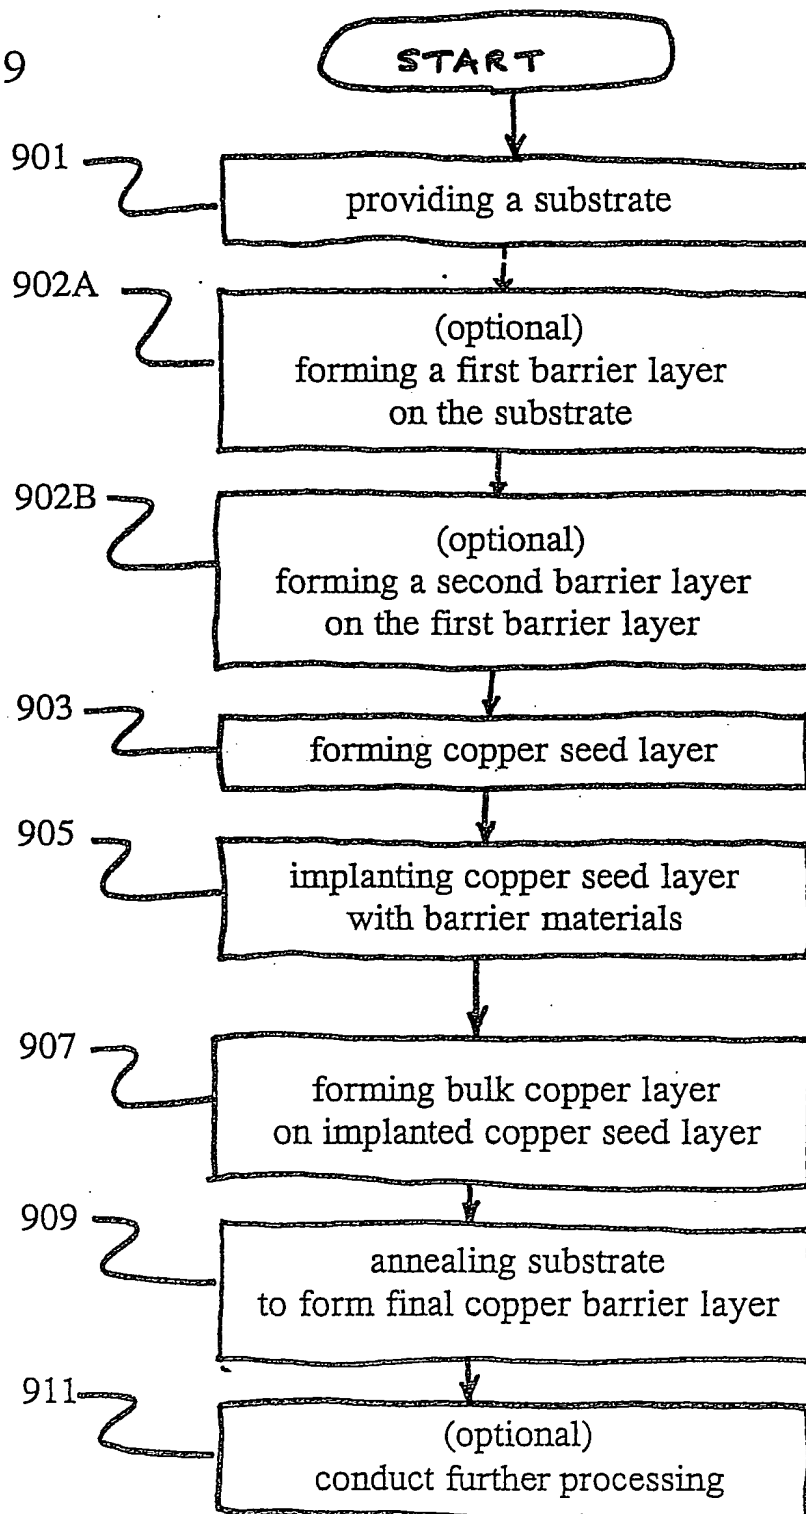 9
START
901
providing a substrate
902A
(optional)
forming a first barrier layer
on the substrate
902B
(optional)
forming a second barrier layer
on the first barrier layer
903
forming copper seed layer
905
implanting copper seed layer
with barrier materials
907
forming bulk copper layer
on implanted copper seed layer
909
annealing substrate
to form final copper barrier layer
911
(optional)
conduct further processing